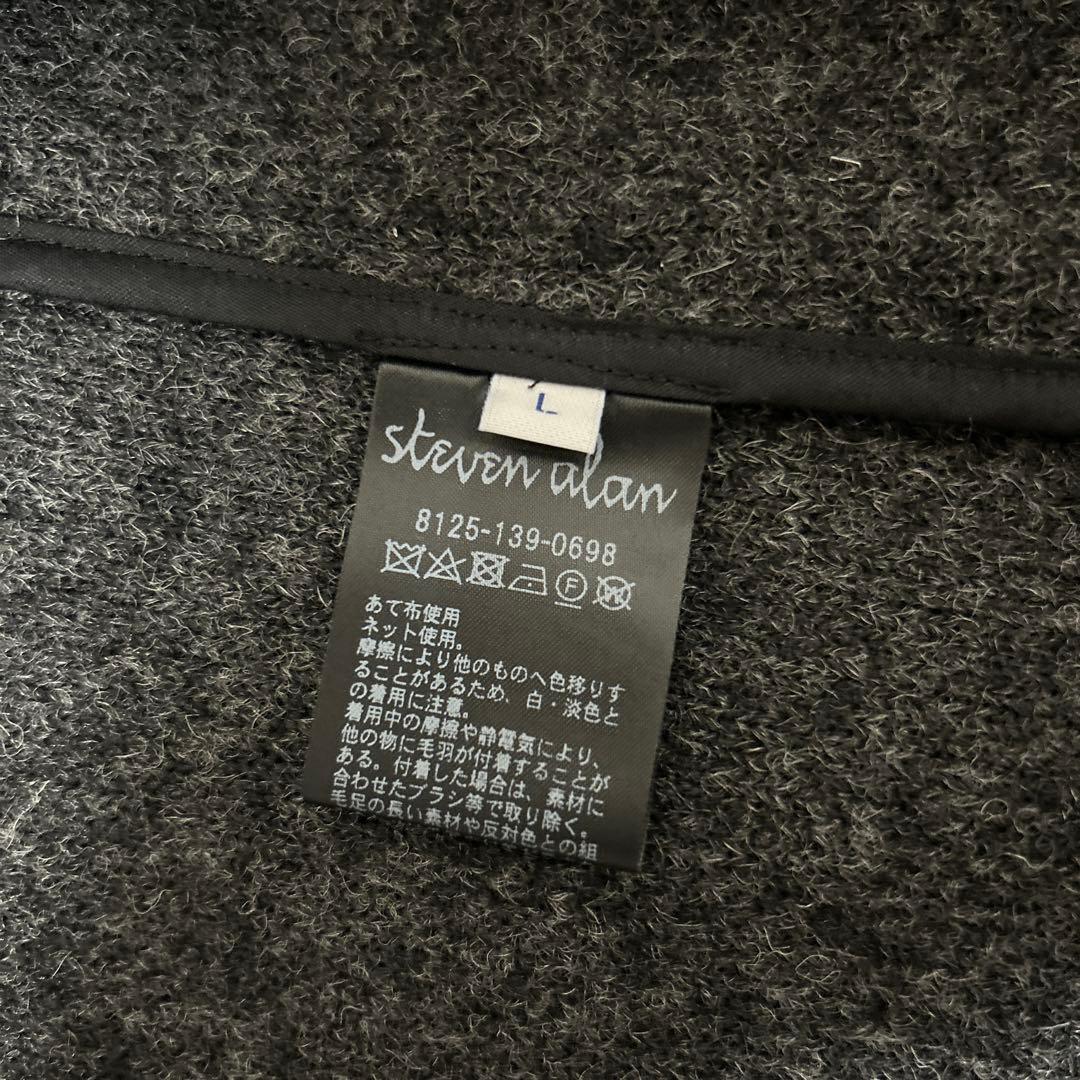 L
steven alan
8125-139-0698
あて布使用
ネット使用。
摩擦により他のものへ色移りす
ることがあるため、白・淡色と
の着用に注意。
着用中の摩擦や静電気により、
他の物に毛羽が付着することが
ある。付着した場合は、素材に
合わせたブラシ等で取り除く。
毛足の長い素材や反対色との組